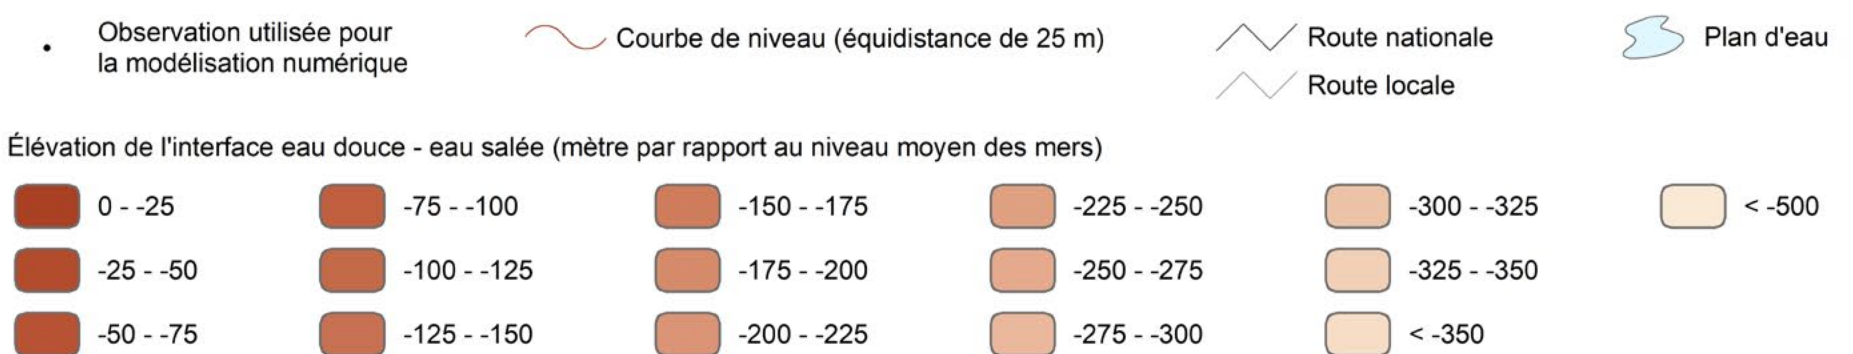 Observation utilisée pour
la modélisation numérique
Courbe de niveau (équidistance de 25 m)
Route nationale
Route locale
Plan d'eau
Élévation de l'interface eau douce - eau salée (mètre par rapport au niveau moyen des mers)
0 - -25
-25 - -50
-50 - -75
-75 - -100
-100 - -125
-125 - -150
-150 - -175
-175 - -200
-200 - -225
-225 - -250
-250 - -275
-275 - -300
-300 - -325
-325 - -350
< -350
< -500